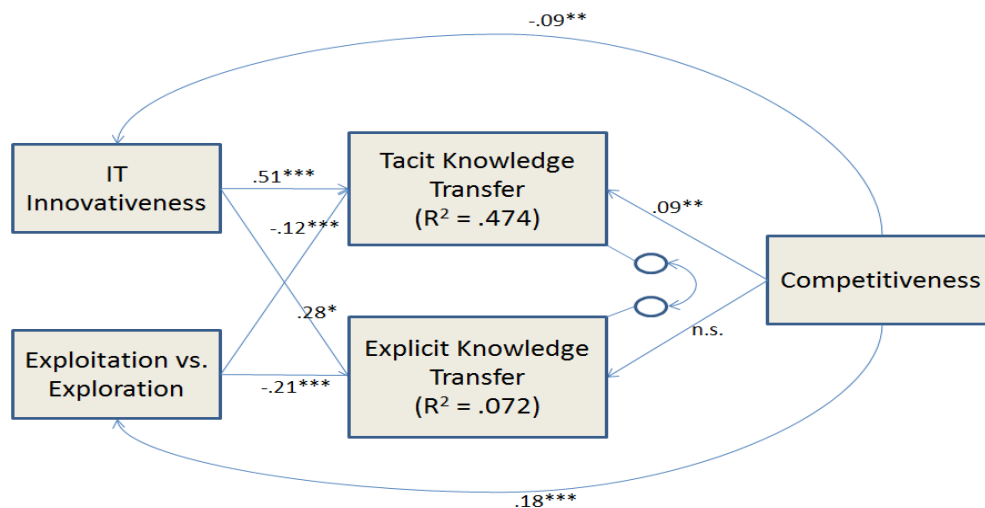 -.09**
IT
Innovativeness
.51***
Tacit Knowledge
Transfer
(R² = .474)
.09**
-.12***
Competitiveness
.28*
n.s.
Exploitation vs.
Exploration
-.21***
Explicit Knowledge
Transfer
(R² = .072)
.18***